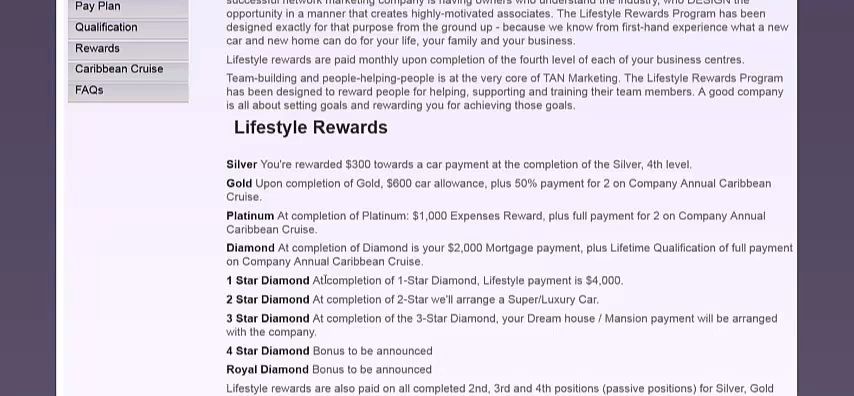 Pay Plan
Qualification
Rewards
Caribbean Cruise
FAQs
successful network marketing company is having owners who understand the industry, who DESIGN the
opportunity in a manner that creates highly-motivated associates. The Lifestyle Rewards Program has been
designed exactly for that purpose from the ground up - because we know from first-hand experience what a new
car and new home can do for your life, your family and your business.
Lifestyle rewards are paid monthly upon completion of the fourth level of each of your business centres.
Team-building and people-helping-people is at the very core of TAN Marketing. The Lifestyle Rewards Program
has been designed to reward people for helping, supporting and training their team members. A good company
is all about setting goals and rewarding you for achieving those goals.
Lifestyle Rewards
Silver You're rewarded $300 towards a car payment at the completion of the Silver, 4th level.
Gold Upon completion of Gold, $600 car allowance, plus 50% payment for 2 on Company Annual Caribbean
Cruise.
Platinum At completion of Platinum: $1,000 Expenses Reward, plus full payment for 2 on Company Annual
Caribbean Cruise.
Diamond At completion of Diamond is your $2,000 Mortgage payment, plus Lifetime Qualification of full payment
on Company Annual Caribbean Cruise.
1 Star Diamond At completion of 1-Star Diamond, Lifestyle payment is $4,000.
2 Star Diamond At completion of 2-Star we'll arrange a Super/Luxury Car.
3 Star Diamond At completion of the 3-Star Diamond, your Dream house / Mansion payment will be arranged
with the company.
4 Star Diamond Bonus to be announced
Royal Diamond Bonus to be announced
Lifestyle rewards are also paid on all completed 2nd, 3rd and 4th positions (passive positions) for Silver, Gold